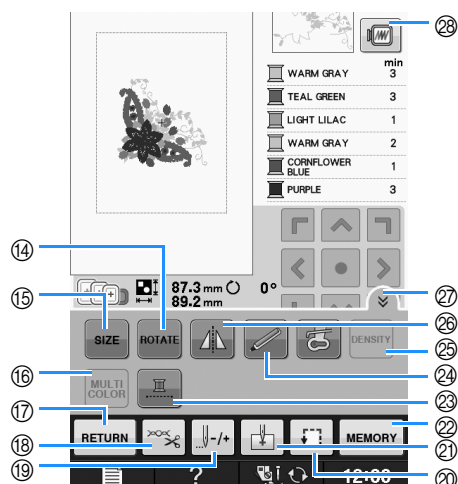 28
min
WARM GRAY 3
TEAL GREEN 3
LIGHT LILAC 1
WARM GRAY 2
CORNFLOWER
BLUE 1
PURPLE 3
14
87.3 mm 0°
89.2 mm
27
15
SIZE ROTATE DENSITY
26
25
16
MULTI
COLOR
24
23
17
RETURN -/+ MEMORY
22
18
19
21
20
?